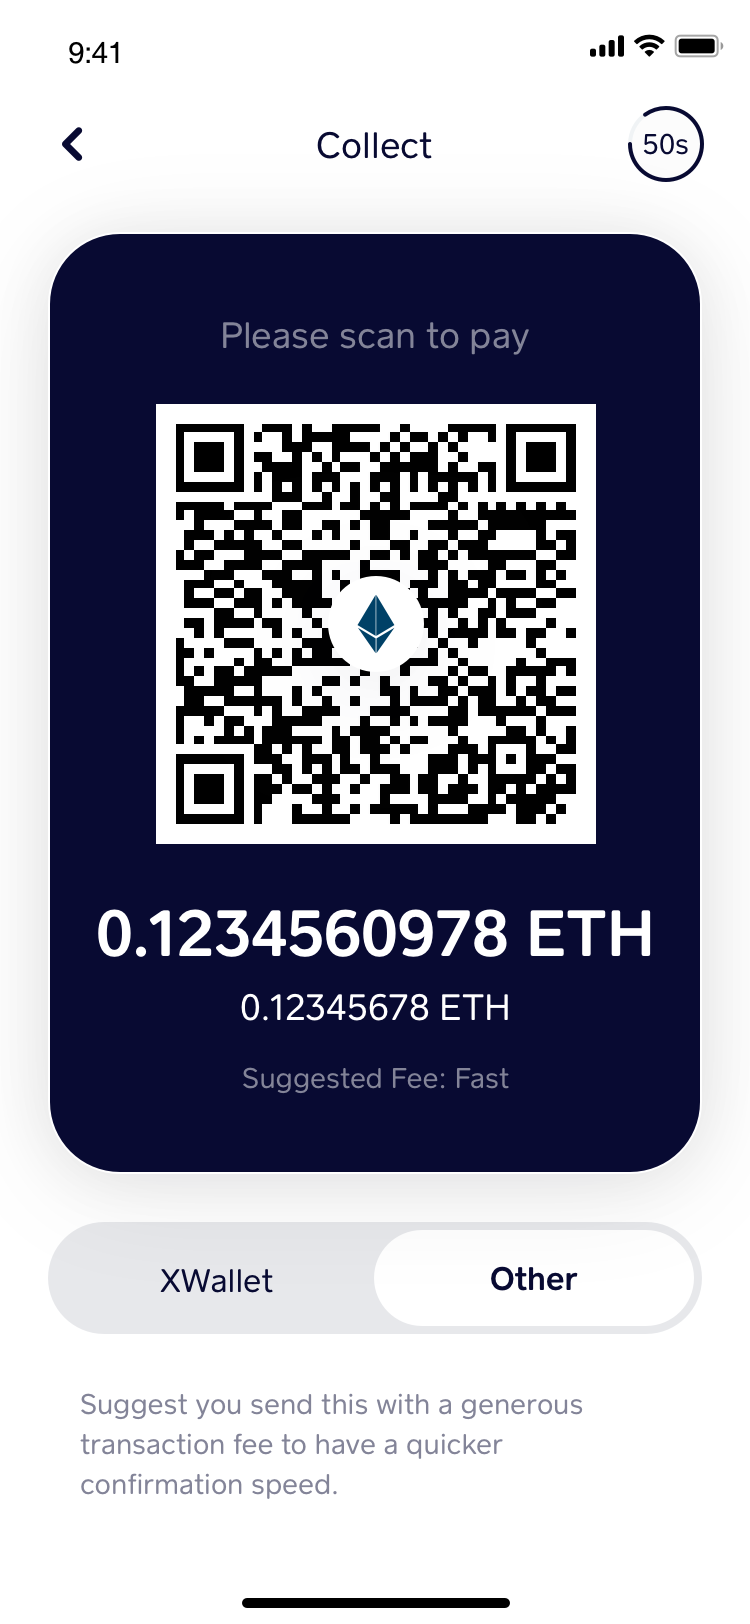 9:41
Collect
50s
Please scan to pay
0.1234560978 ETH
0.12345678 ETH
Suggested Fee: Fast
XWallet
Other
Suggest you send this with a generous
transaction fee to have a quicker
confirmation speed.